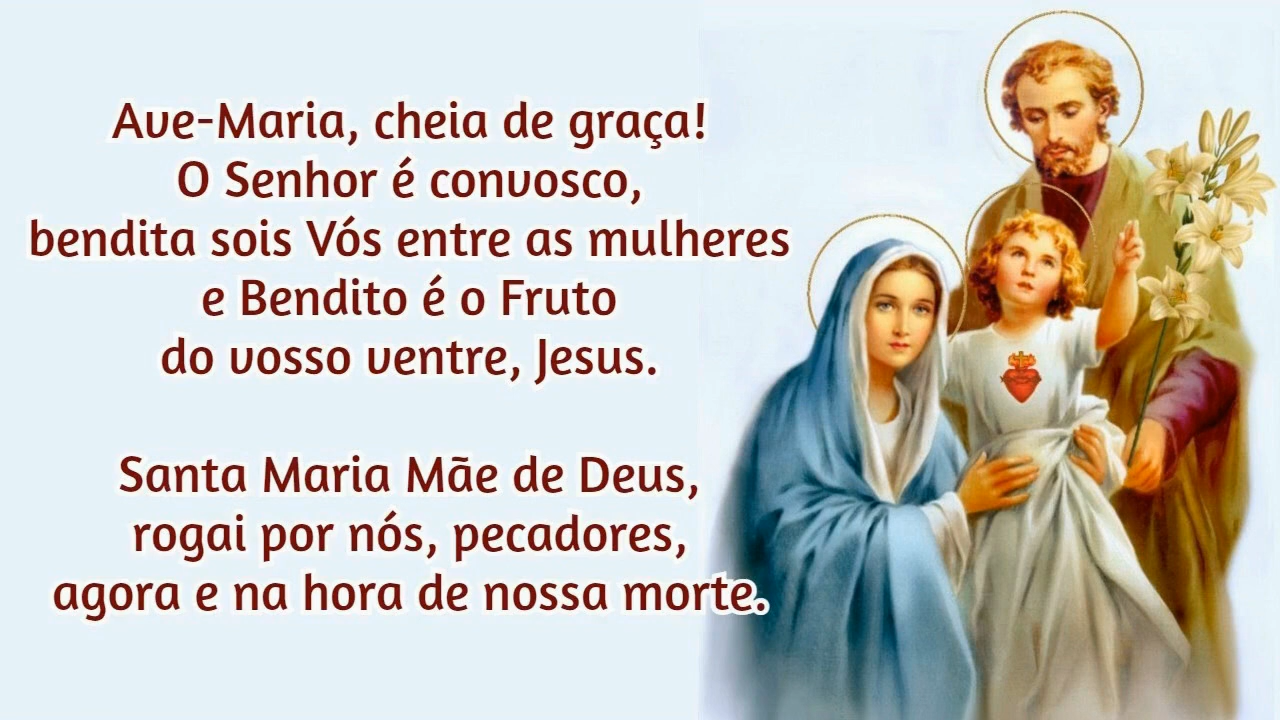 Ave-Maria, cheia de graça!
O Senhor é convosco,
bendita sois Vós entre as mulheres
e Bendito é o Fruto
do vosso ventre, Jesus.
Santa Maria Mãe de Deus,
rogai por nós, pecadores,
agora e na hora de nossa morte.